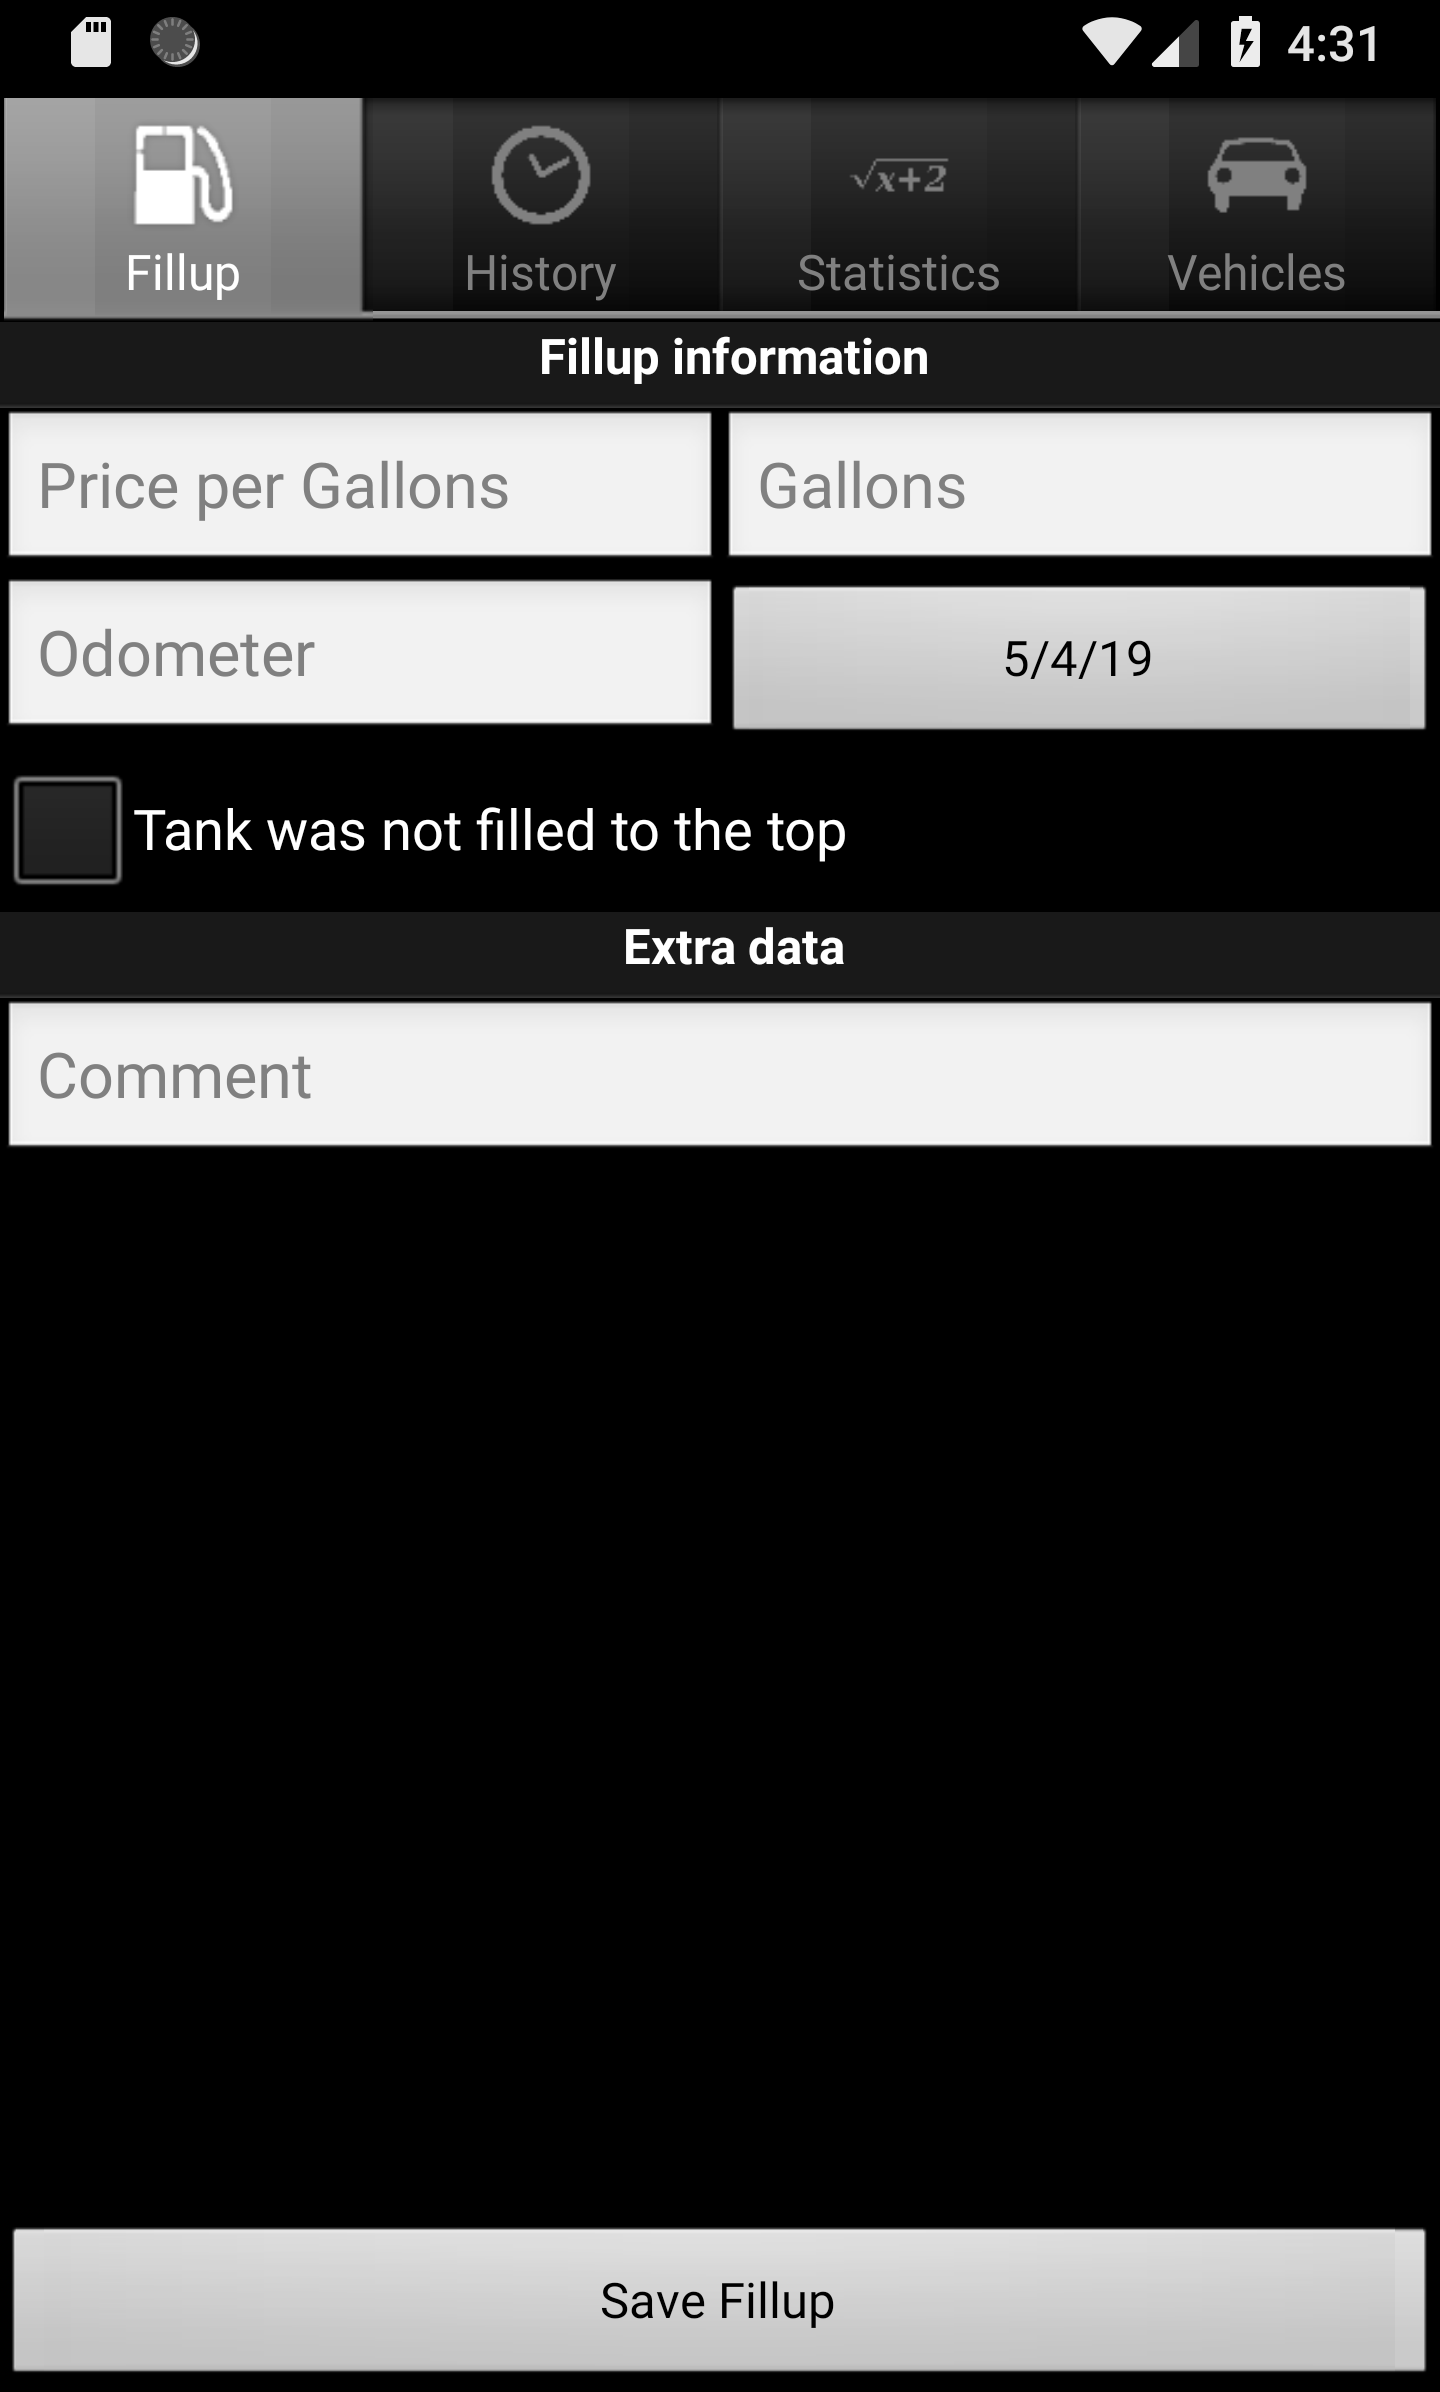 4:31
√x+2
Fillup
History
Statistics
Vehicles
Fillup information
Price per Gallons
Gallons
Odometer
5/4/19
Tank was not filled to the top
Extra data
Comment
Save Fillup